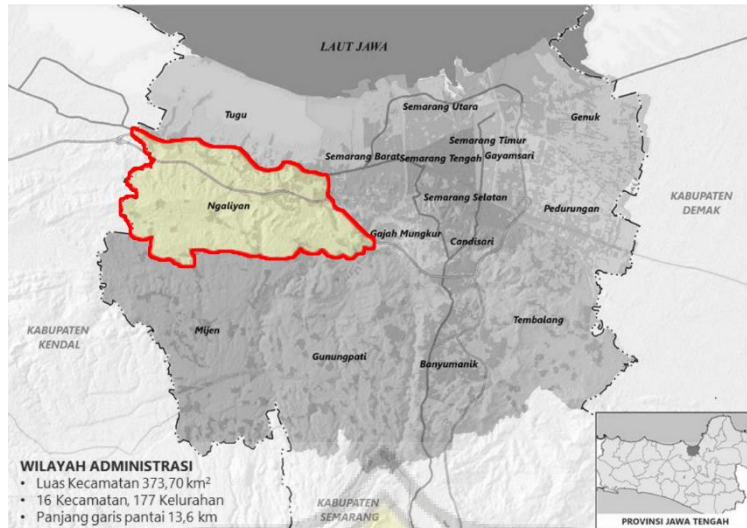 LAUT JAWA
Semarang Utara
Tugu
Genuk
Semarang Timur
Semarang Barat
Semarang Tengah
Gayamsari
Semarang Selatan
KABUPATEN
DEMAK
Ngaliyan
Pedurungan
Gajah Mungkur
Candisari
Tembalang
KABUPATEN
KENDAL
Mijen
Gunungpati
Banyumanik
WILAYAH ADMINISTRASI
• Luas Kecamatan 373,70 km²
• 16 Kecamatan, 177 Kelurahan
• Panjang garis pantai 13,6 km
KABUPATEN
SEMARANG
PROVINSI JAWA TENGAH